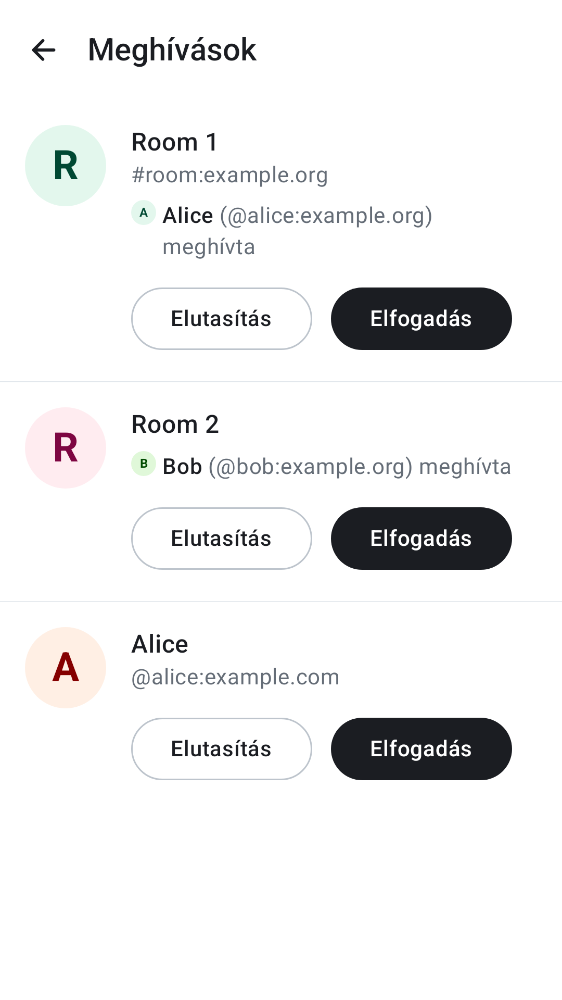 Meghívások
R
Room 1
#room:example.org
A Alice (@alice:example.org)
meghívta
Elutasítás Elfogadás
R
Room 2
B Bob (@bob:example.org) meghívta
Elutasítás Elfogadás
A
Alice
@alice:example.com
Elutasítás Elfogadás